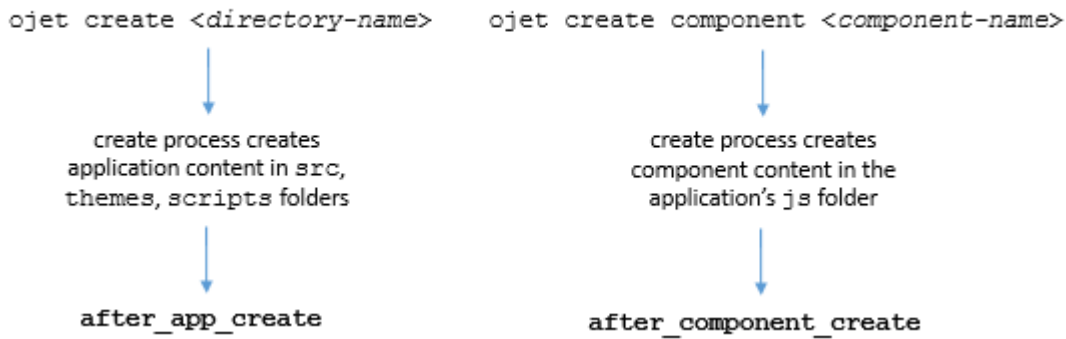 ojet create <directory-name>
create process creates
application content in src,
themes, scripts folders
after_app_create
ojet create component <component-name>
create process creates
component content in the
application's js folder
after_component_create